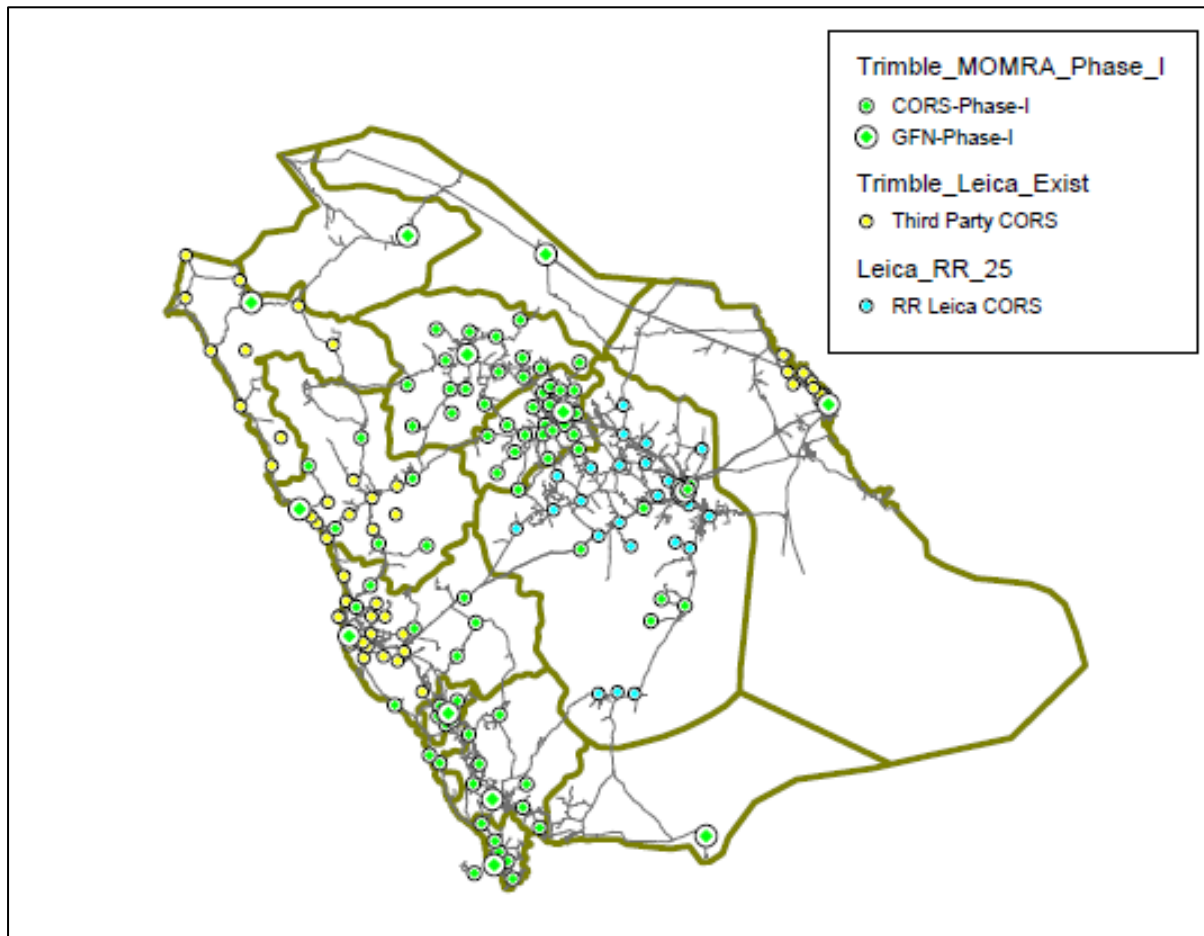 Trimble_MOMRA_Phase_I
CORS-Phase-I
GFN-Phase-I
Trimble_Leica_Exist
Third Party CORS
Leica_RR_25
RR Leica CORS